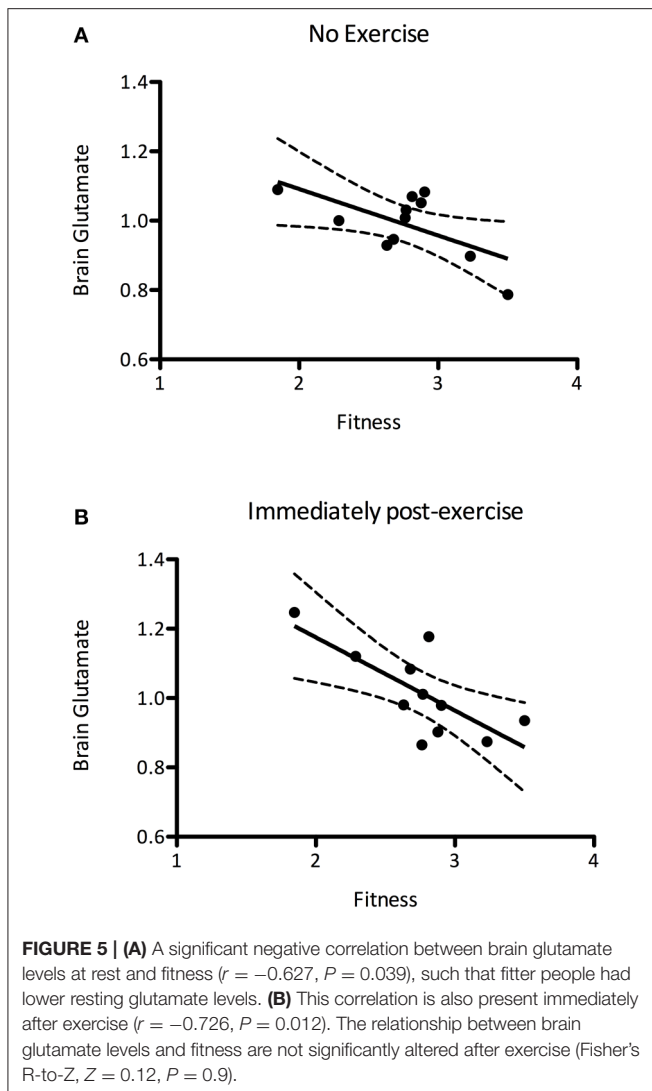 A
No Exercise
1.4
1.2
1.0
0.8
0.6
Brain Glutamate
1
2
3
4
Fitness
B
Immediately post-exercise
1.4
1.2
1.0
0.8
0.6
Brain Glutamate
1
2
3
4
Fitness
FIGURE 5 | (A) A significant negative correlation between brain glutamate
levels at rest and fitness (r = −0.627, P = 0.039), such that fitter people had
lower resting glutamate levels. (B) This correlation is also present immediately
after exercise (r = −0.726, P = 0.012). The relationship between brain
glutamate levels and fitness are not significantly altered after exercise (Fisher's
R-to-Z, Z = 0.12, P = 0.9).